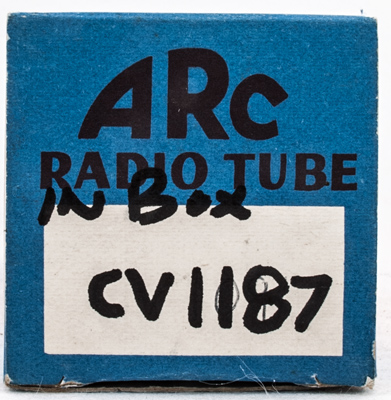 ARC
RADIO TUBE
IN BOX
CV1187